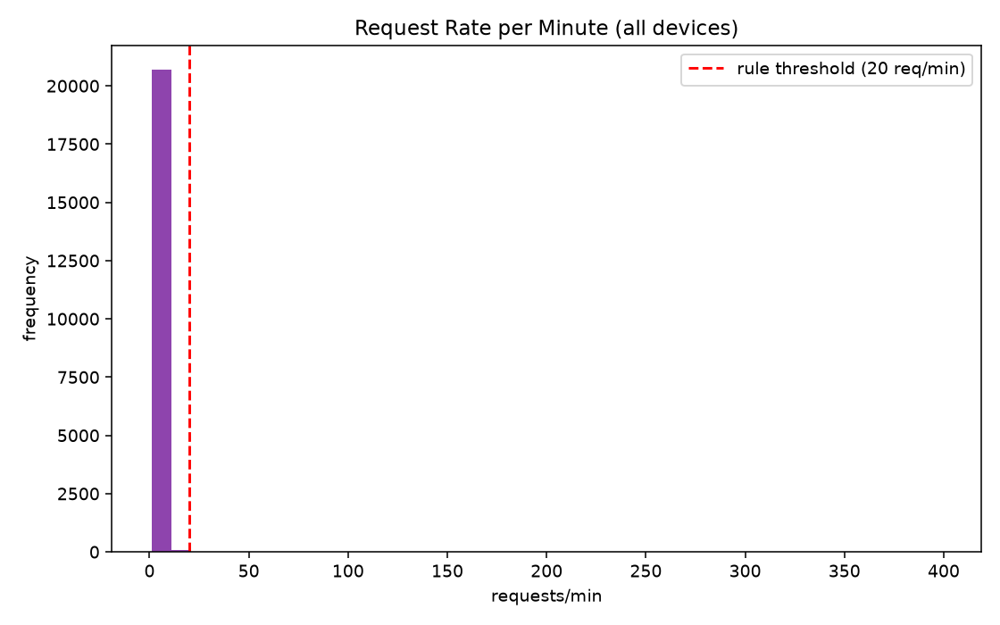 Request Rate per Minute (all devices)
rule threshold (20 req/min)
frequency
20000
17500
15000
12500
10000
7500
5000
2500
0
0 50 100 150 200 250 300 350 400
requests/min